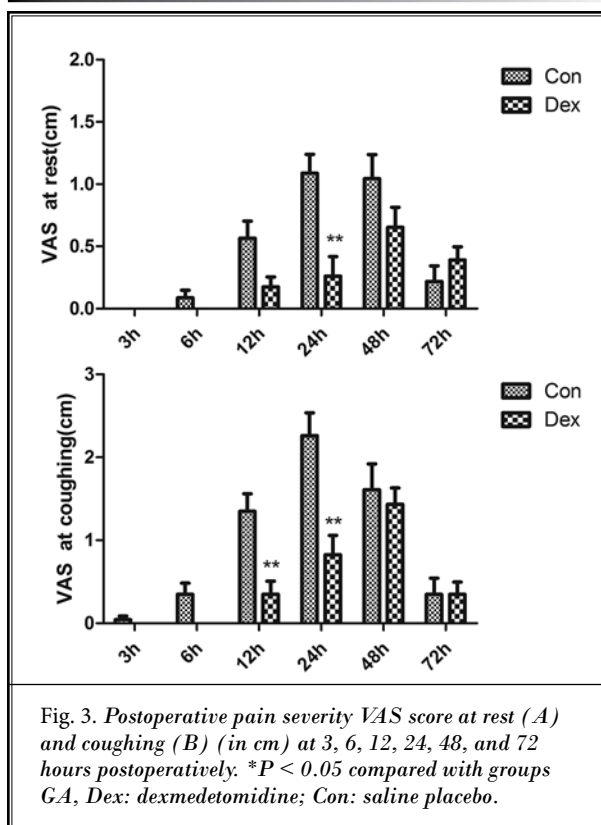 2.0
1.5
1.0
0.5
0.0
VAS at rest(cm)
Con
Dex
**
3h 6h 12h 24h 48h 72h
3
2
1
0
VAS at coughing(cm)
Con
Dex
** **
3h 6h 12h 24h 48h 72h
Fig. 3. Postoperative pain severity VAS score at rest (A)
and coughing (B) (in cm) at 3, 6, 12, 24, 48, and 72
hours postoperatively. *P < 0.05 compared with groups
GA, Dex: dexmedetomidine; Con: saline placebo.